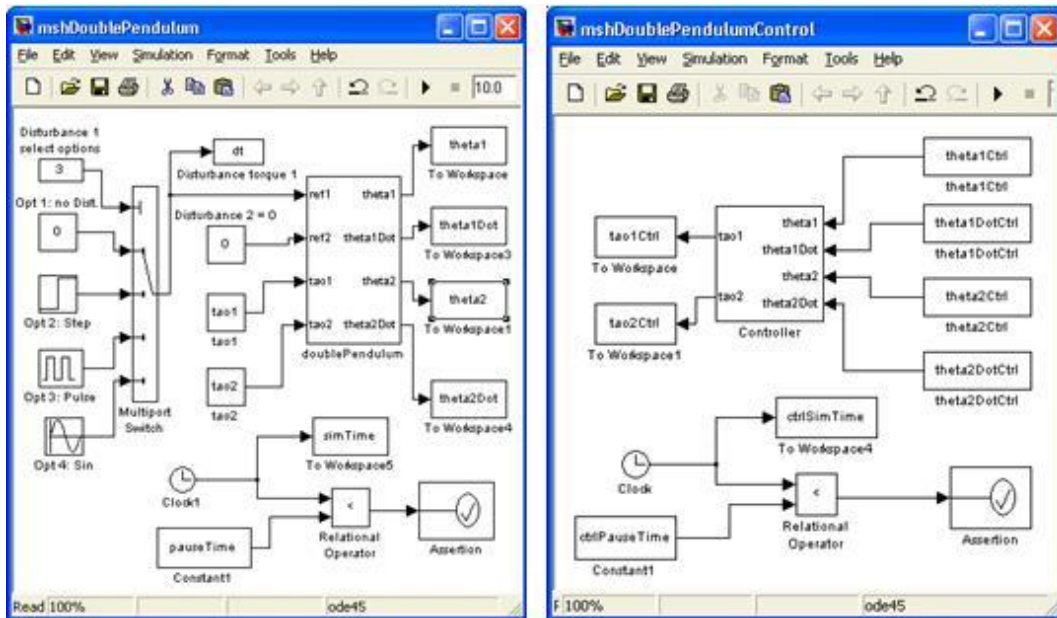 mshDoublePendulum
File Edit View Simulation Format Tools Help
10.0
Disturbance 1
select options
3
Opt 1: no Dist.
0
Opt 2: Step
Opt 3: Pulse
Opt 4: Sin
Multiport
Switch
dt
Disturbance torque 1
Disturbance 2 = 0
0
tao1
tao1
tao2
tao2
ref1
ref2
tao1
tao2
theta1
theta1Dot
theta2
theta2Dot
doublePendulum
theta1
To Workspace
theta1Dot
To Workspace3
theta2
To Workspace1
theta2Dot
To Workspace4
simTime
To Workspace5
Clock1
pauseTime
Constant1
<
Relational
Operator
Assertion
Read 100% ode45
mshDoublePendulumControl
File Edit View Simulation Format Tools Help
tao1Ctrl
To Workspace
tao2Ctrl
To Workspace1
tao1
tao2
theta1
theta1Dot
theta2
theta2Dot
Controller
theta1Ctrl
theta1Ctrl
theta1DotCtrl
theta1DotCtrl
theta2Ctrl
theta2Ctrl
theta2DotCtrl
theta2DotCtrl
ctrlSimTime
To Workspace4
Clock
ctrlPauseTime
Constant1
<
Relational
Operator
Assertion
100% ode45